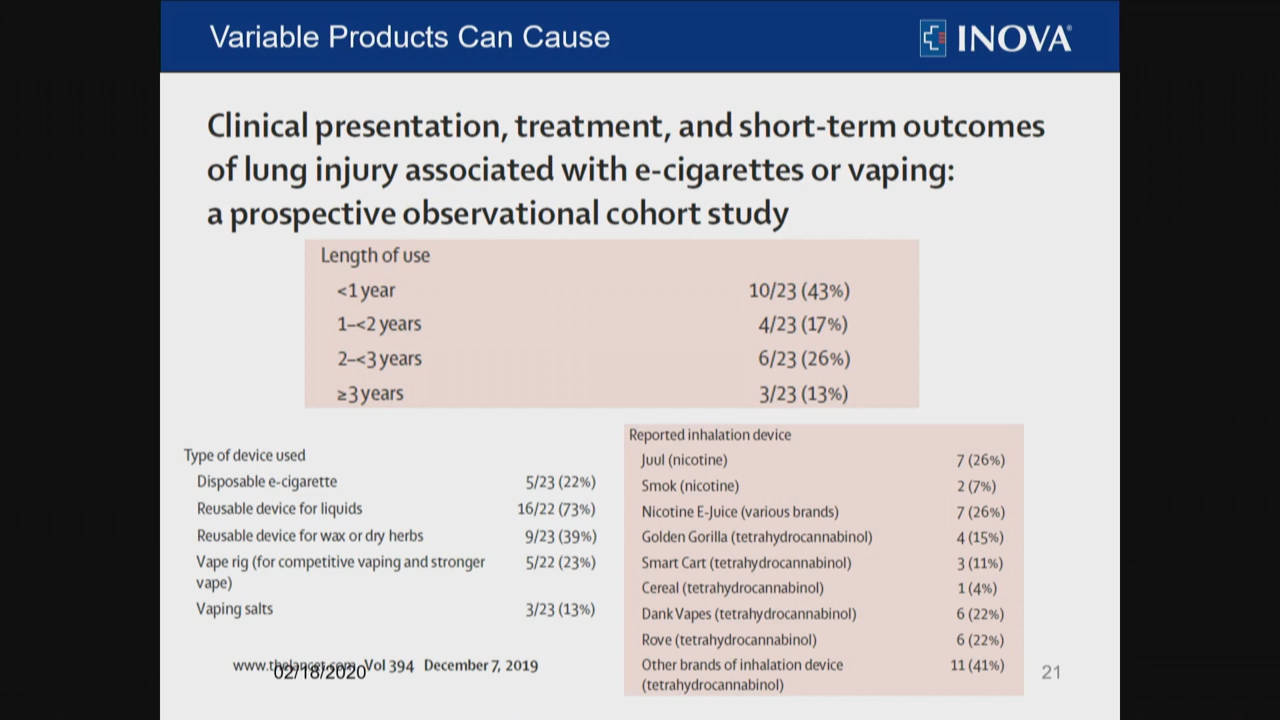 Variable Products Can Cause
INOVA®
Clinical presentation, treatment, and short-term outcomes
of lung injury associated with e-cigarettes or vaping:
a prospective observational cohort study
Length of use
<1 year 10/23 (43%)
1–<2 years 4/23 (17%)
2–<3 years 6/23 (26%)
≥3 years 3/23 (13%)
Type of device used
Disposable e-cigarette 5/23 (22%)
Reusable device for liquids 16/22 (73%)
Reusable device for wax or dry herbs 9/23 (39%)
Vape rig (for competitive vaping and stronger 5/22 (23%)
vape)
Vaping salts 3/23 (13%)
Reported inhalation device
Juul (nicotine) 7 (26%)
Smok (nicotine) 2 (7%)
Nicotine E-Juice (various brands) 7 (26%)
Golden Gorilla (tetrahydrocannabinol) 4 (15%)
Smart Cart (tetrahydrocannabinol) 3 (11%)
Cereal (tetrahydrocannabinol) 1 (4%)
Dank Vapes (tetrahydrocannabinol) 6 (22%)
Rove (tetrahydrocannabinol) 6 (22%)
Other brands of inhalation device 11 (41%)
(tetrahydrocannabinol)
www.thelancet.com Vol 394 December 7, 2019
02/18/2020
21